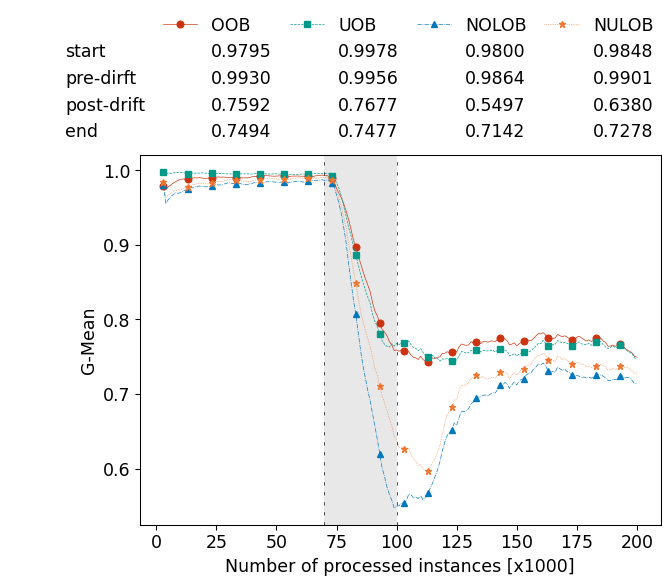 OOB UOB NOLOB NULOB
start 0.9795 0.9978 0.9800 0.9848
pre-dirft 0.9930 0.9956 0.9864 0.9901
post-drift 0.7592 0.7677 0.5497 0.6380
end 0.7494 0.7477 0.7142 0.7278
1.0
0.9
0.8
0.7
0.6
G-Mean
0 25 50 75 100 125 150 175 200
Number of processed instances [x1000]